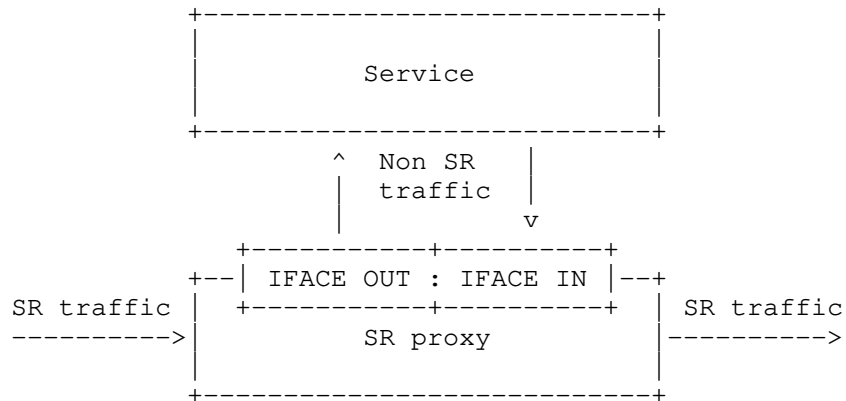 Service
Non SR
traffic
IFACE OUT : IFACE IN
SR traffic
SR traffic
SR proxy